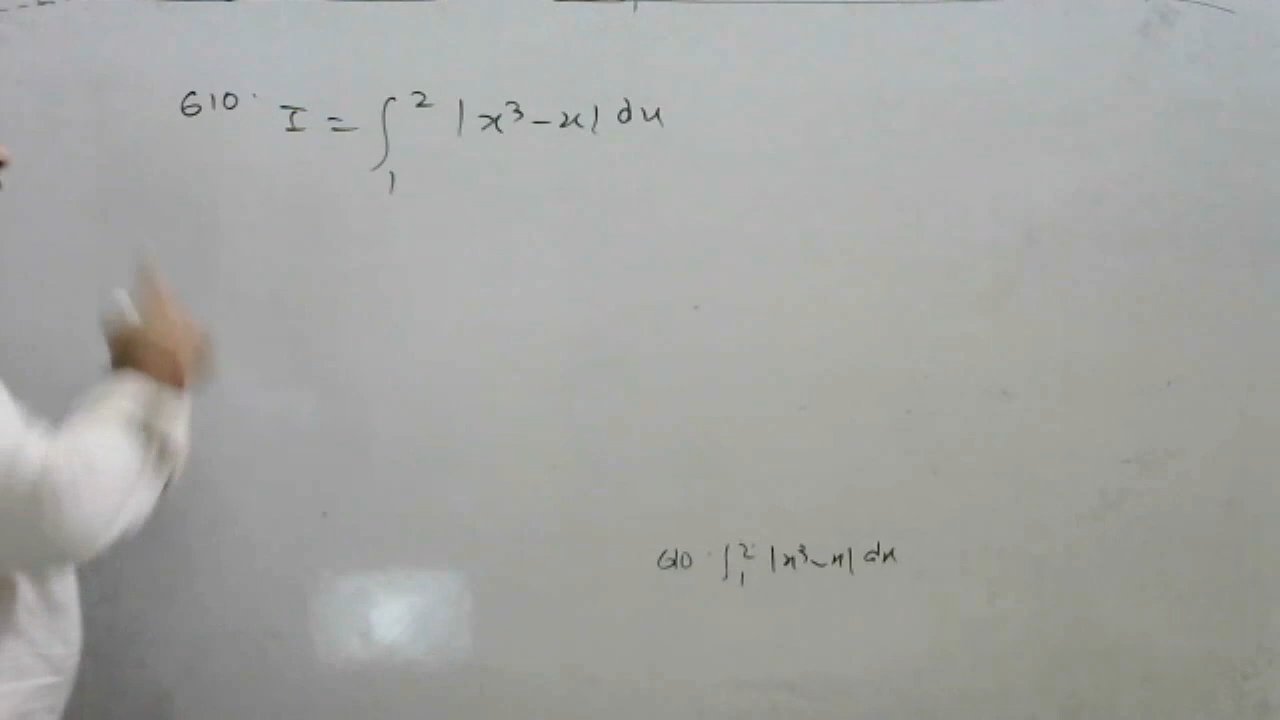 610. I = ∫₁² |x³ - x| dx
610. ∫₁² |x³ - x| dx